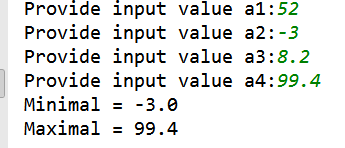 Provide input value a1:52
Provide input value a2:-3
Provide input value a3:8.2
Provide input value a4:99.4
Minimal = -3.0
Maximal = 99.4